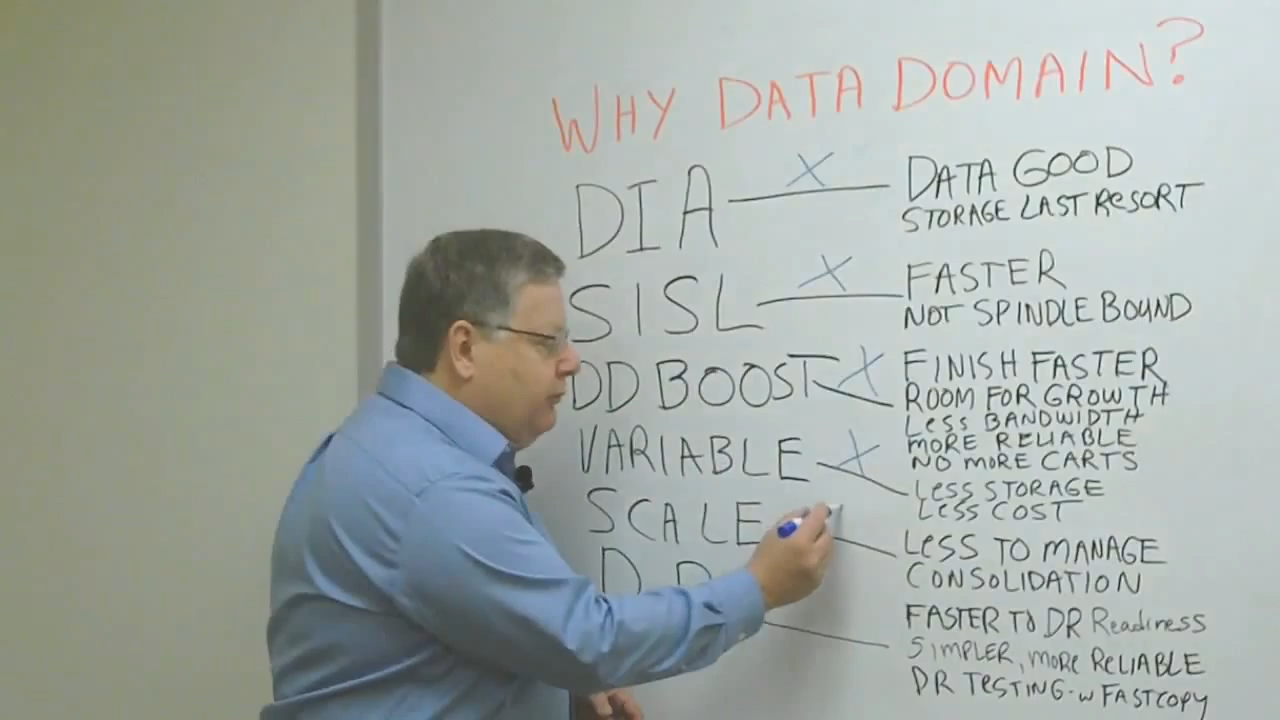 WHY DATA DOMAIN?
DIA X DATA GOOD
STORAGE LAST RESORT
SISL X FASTER
NOT SPINDLE BOUND
DD BOOST X FINISH FASTER
ROOM FOR GROWTH
LESS BANDWIDTH
MORE RELIABLE
NO MORE CARTS
VARIABLE X LESS STORAGE
LESS COST
SCALE LESS TO MANAGE
CONSOLIDATION
FASTER TO DR Readiness
SIMPLER, MORE RELIABLE
DR TESTING-W FASTCOPY